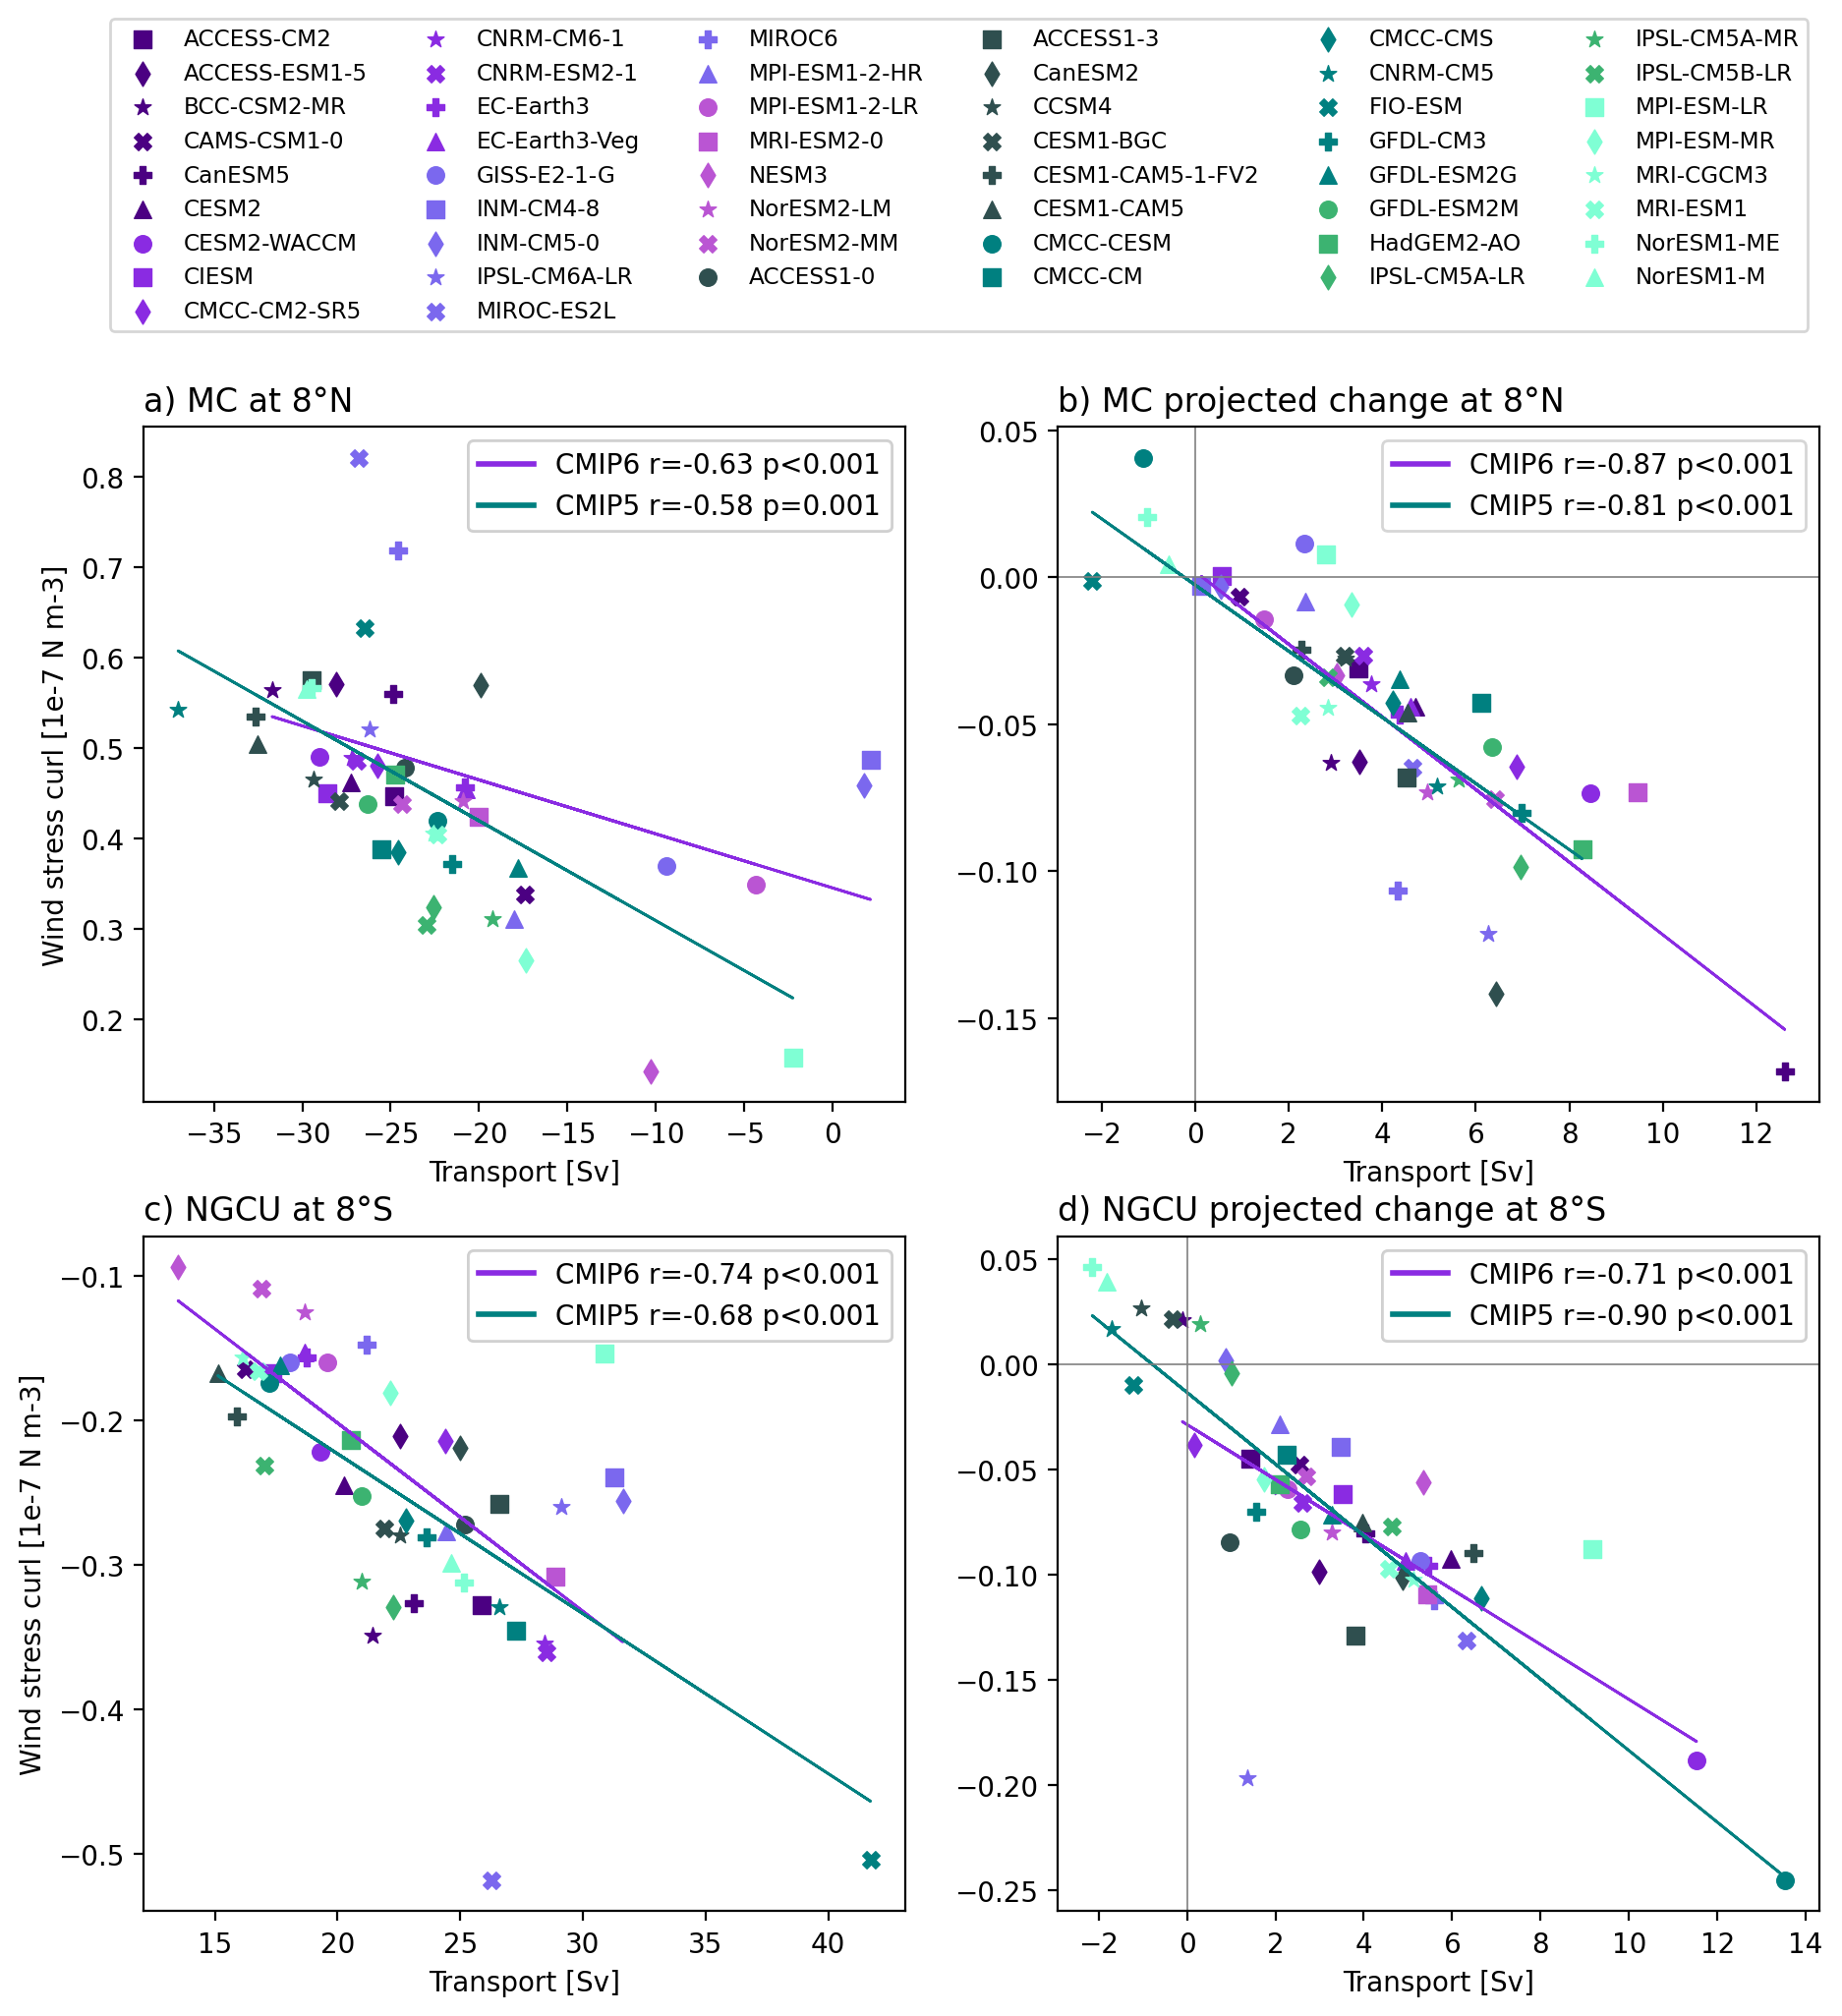 ACCESS-CM2
ACCESS-ESM1-5
BCC-CSM2-MR
CAMS-CSM1-0
CanESM5
CESM2
CESM2-WACCM
CIESM
CMCC-CM2-SR5
CNRM-CM6-1
CNRM-ESM2-1
EC-Earth3
EC-Earth3-Veg
GISS-E2-1-G
INM-CM4-8
INM-CM5-0
IPSL-CM6A-LR
MIROC-ES2L
MIROC6
MPI-ESM1-2-HR
MPI-ESM1-2-LR
MRI-ESM2-0
NESM3
NorESM2-LM
NorESM2-MM
ACCESS1-0
ACCESS1-3
CanESM2
CCSM4
CESM1-BGC
CESM1-CAM5-1-FV2
CESM1-CAM5
CMCC-CESM
CMCC-CM
CMCC-CMS
CNRM-CM5
FIO-ESM
GFDL-CM3
GFDL-ESM2G
GFDL-ESM2M
HadGEM2-AO
IPSL-CM5A-LR
IPSL-CM5A-MR
IPSL-CM5B-LR
MPI-ESM-LR
MPI-ESM-MR
MRI-CGCM3
MRI-ESM1
NorESM1-ME
NorESM1-M
a) MC at 8°N
CMIP6 r=-0.63 p<0.001
CMIP5 r=-0.58 p=0.001
Wind stress curl [1e-7 N m-3]
0.8
0.7
0.6
0.5
0.4
0.3
0.2
−35 −30 −25 −20 −15 −10 −5 0
Transport [Sv]
b) MC projected change at 8°N
CMIP6 r=-0.87 p<0.001
CMIP5 r=-0.81 p<0.001
0.05
0.00
−0.05
−0.10
−0.15
−2 0 2 4 6 8 10 12
Transport [Sv]
c) NGCU at 8°S
CMIP6 r=-0.74 p<0.001
CMIP5 r=-0.68 p<0.001
Wind stress curl [1e-7 N m-3]
−0.1
−0.2
−0.3
−0.4
−0.5
15 20 25 30 35 40
Transport [Sv]
d) NGCU projected change at 8°S
CMIP6 r=-0.71 p<0.001
CMIP5 r=-0.90 p<0.001
0.05
0.00
−0.05
−0.10
−0.15
−0.20
−0.25
−2 0 2 4 6 8 10 12 14
Transport [Sv]